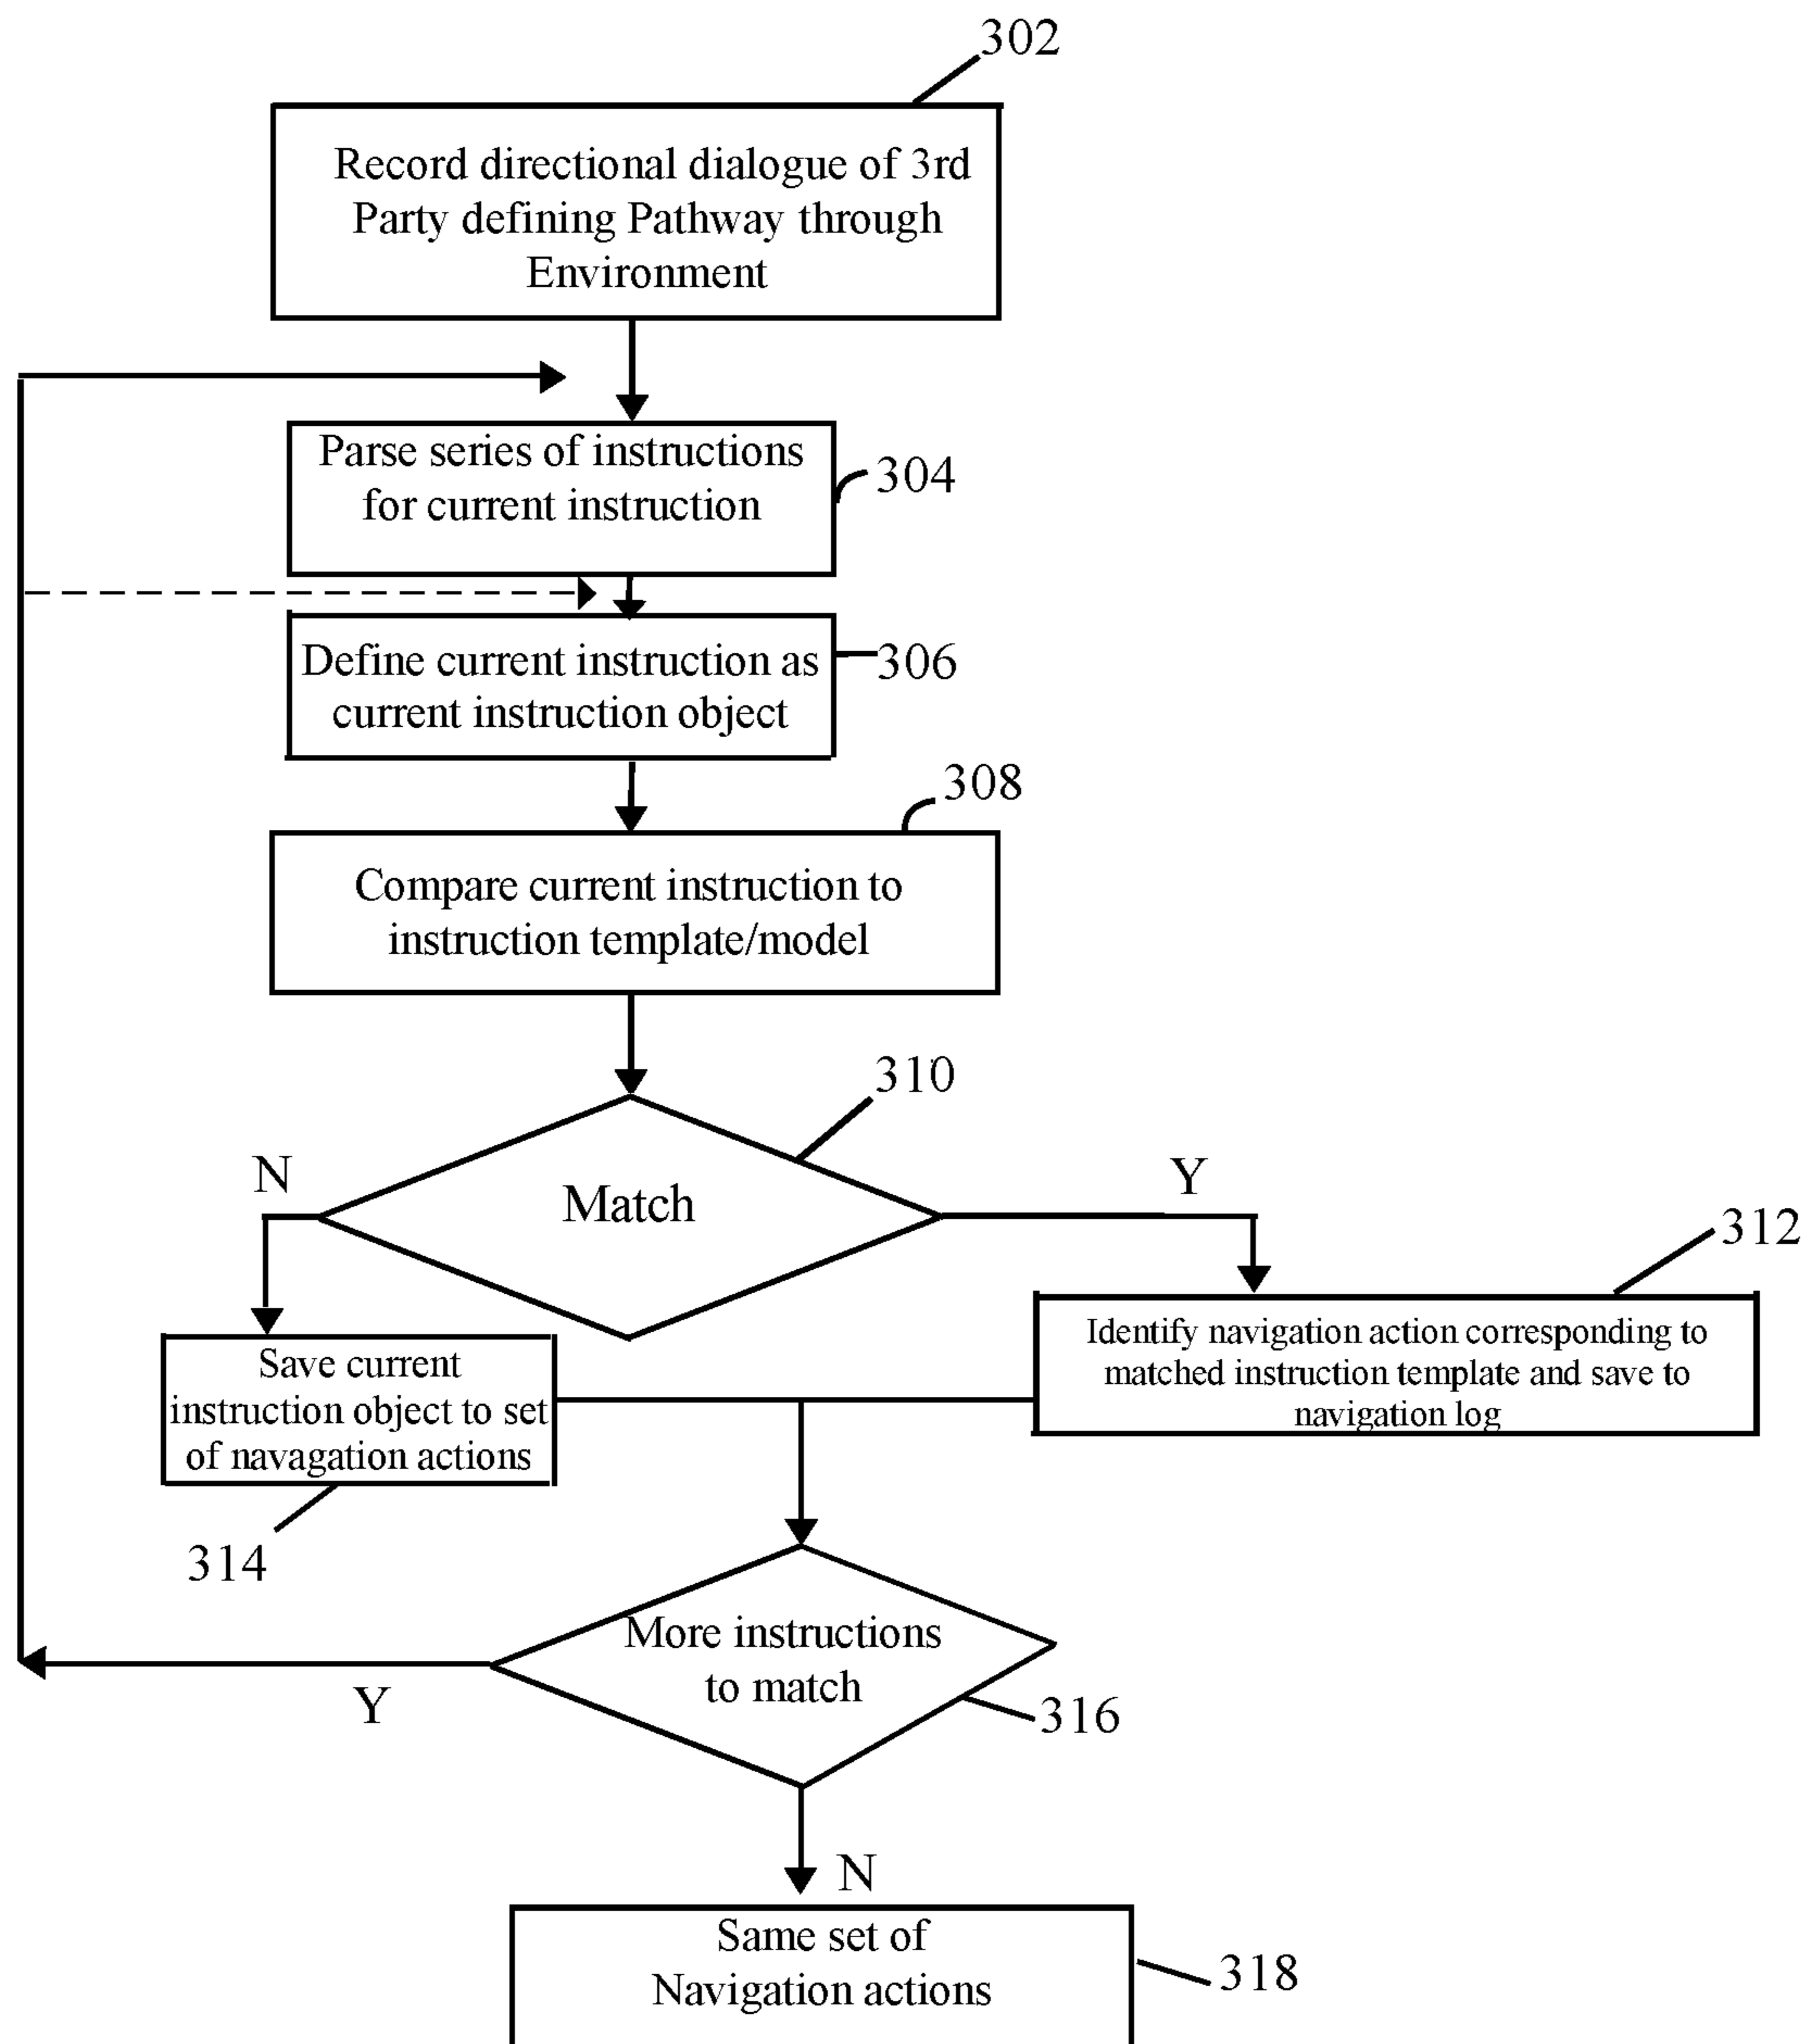 302
Record directional dialogue of 3rd
Party defining Pathway through
Environment
Parse series of instructions
for current instruction
304
Define current instruction as
current instruction object
306
308
Compare current instruction to
instruction template/model
310
N
Match
Y
312
Identify navigation action corresponding to
matched instruction template and save to
navigation log
Save current
instruction object to set
of navagation actions
314
More instructions
to match
Y
316
N
Same set of
Navigation actions
318